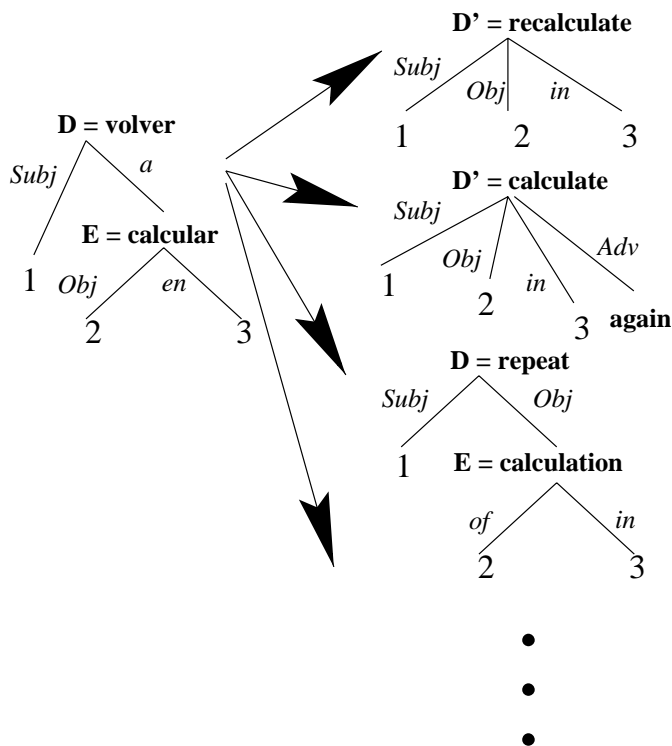 D = volver
Subj a
E = calcular
1 Obj en
2 3
D’ = recalculate
Subj Obj in
1 2 3
D’ = calculate
Subj Obj in Adv
1 2 3 again
D = repeat
Subj Obj
1 E = calculation
of in
2 3